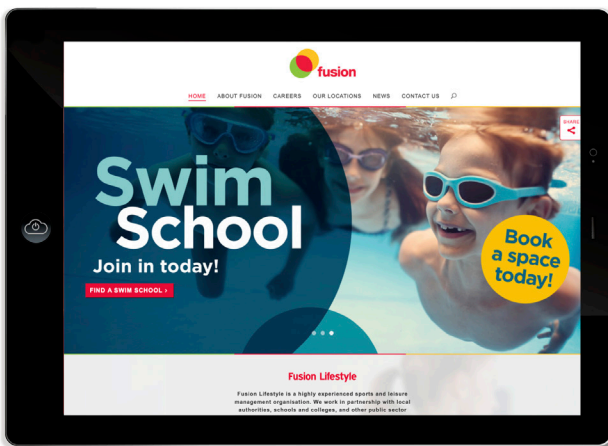 fusion
HOME ABOUT FUSION CAREERS OUR LOCATIONS NEWS CONTACT US
SHARE
Swim
School
Join in today!
FIND A SWIM SCHOOL ›
Book
a space
today!
Fusion Lifestyle
Fusion Lifestyle is a highly experienced sports and leisure
management organisation. We work in partnership with local
authorities, schools and colleges, and other public sector